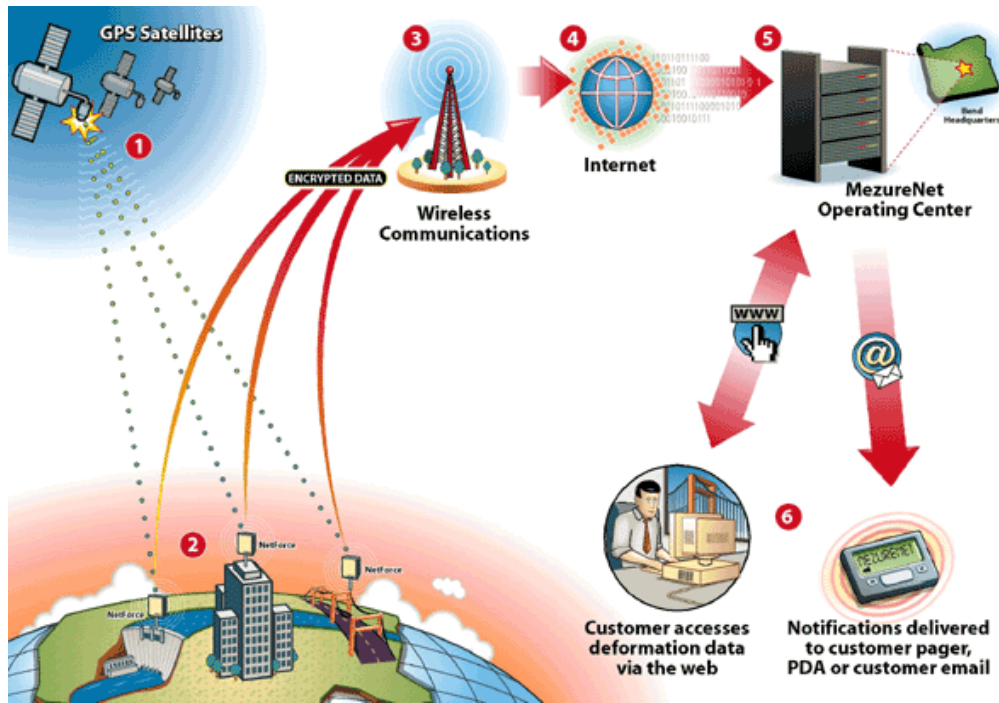 GPS Satellites
1
ENCRYPTED DATA
2
NetForce
NetForce
NetForce
3
Wireless
Communications
4
Internet
5
Bend
Headquarters
MezureNet
Operating Center
WWW
@
6
Customer accesses
deformation data
via the web
MEZURENET
Notifications delivered
to customer pager,
PDA or customer email